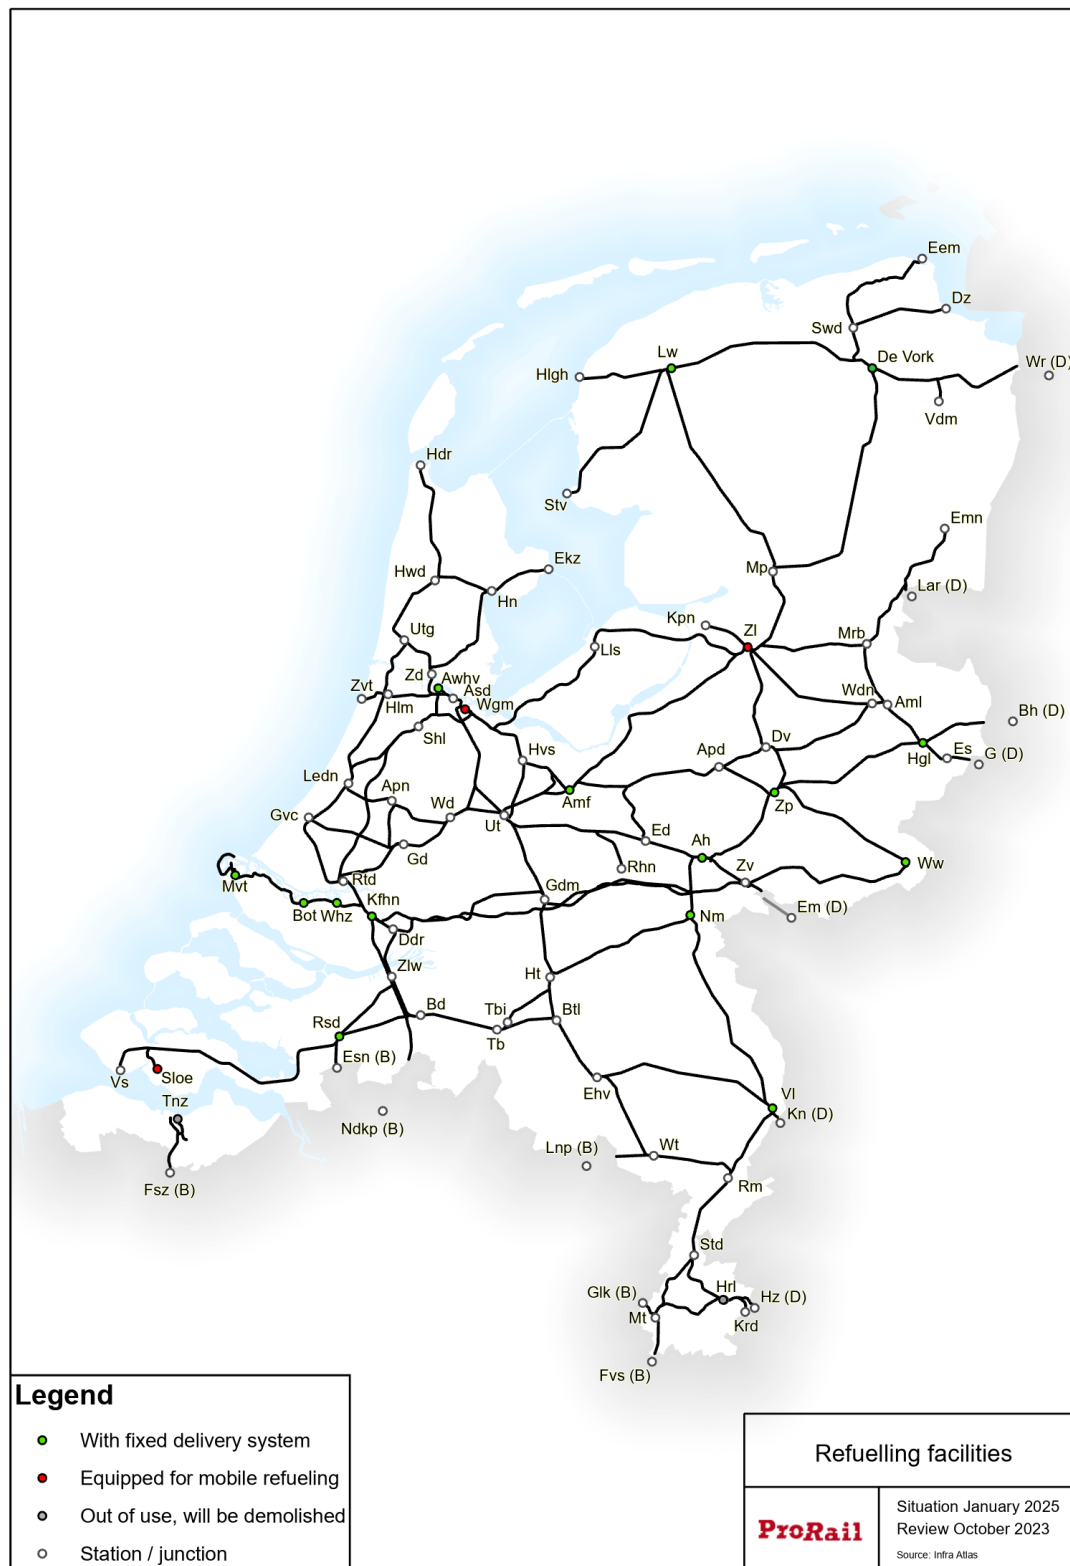 Eem
Dz
Swd
Lw
De Vork
Wr (D)
Hlgh
Vdm
Hdr
Stv
Emn
Ekz
Hwd
Mp
Lar (D)
Hn
Kpn
Zl
Mrb
Utg
Lls
Zd
Awhv
Zvt
Asd
Wdn
Aml
Hlm
Wgm
Bh (D)
Shl
Dv
Hgl
Es
G (D)
Hvs
Apd
Ledn
Apn
Amf
Zp
Gvc
Wd
Ut
Ed
Ah
Gd
Rhn
Zv
Ww
Mvt
Rtd
Bot
Whz
Kfhn
Gdm
Em (D)
Nm
Ddr
Zlw
Ht
Bd
Tbi
Btl
Rsd
Tb
Esn (B)
Vs
Sloe
Ehv
Vl
Tnz
Kn (D)
Ndkp (B)
Lnp (B)
Wt
Fsz (B)
Rm
Std
Glk (B)
Hrl
Hz (D)
Mt
Krd
Fvs (B)
Legend
With fixed delivery system
Equipped for mobile refueling
Out of use, will be demolished
Station / junction
Refuelling facilities
ProRail
Situation January 2025
Review October 2023
Source: Infra Atlas